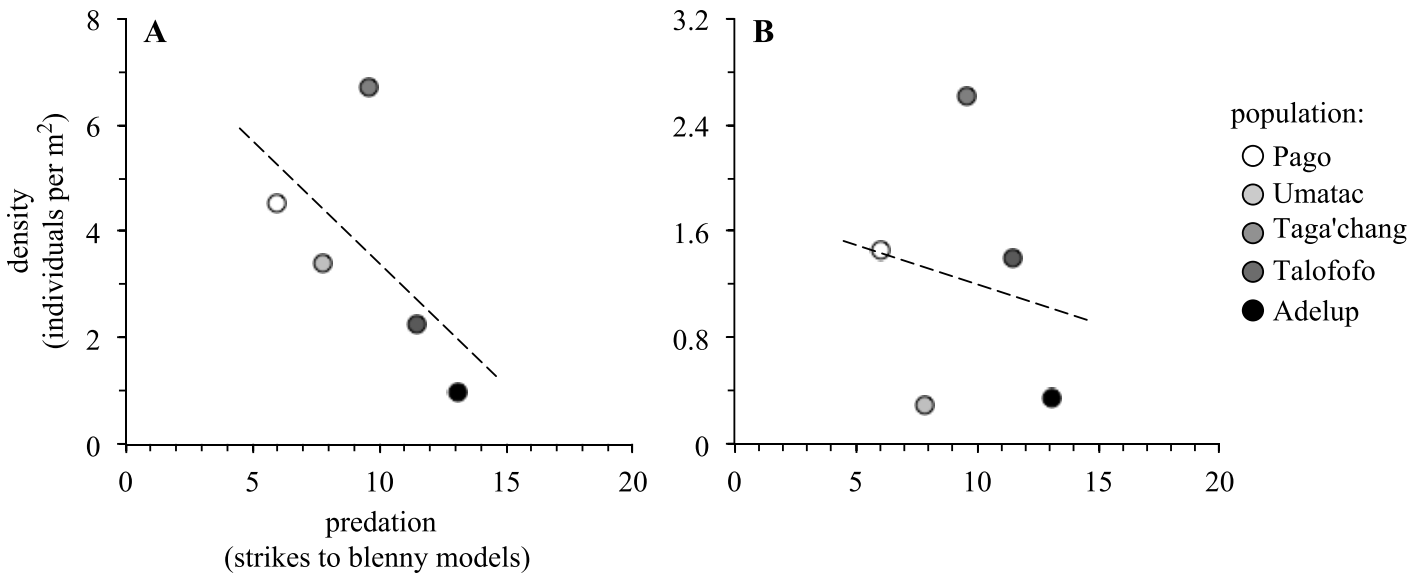 A
8
6
4
2
0
density
(individuals per m2)
0 5 10 15 20
predation
(strikes to blenny models)
B
3.2
2.4
1.6
0.8
0
0 5 10 15 20
population:
Pago
Umatac
Taga'chang
Talofofo
Adelup